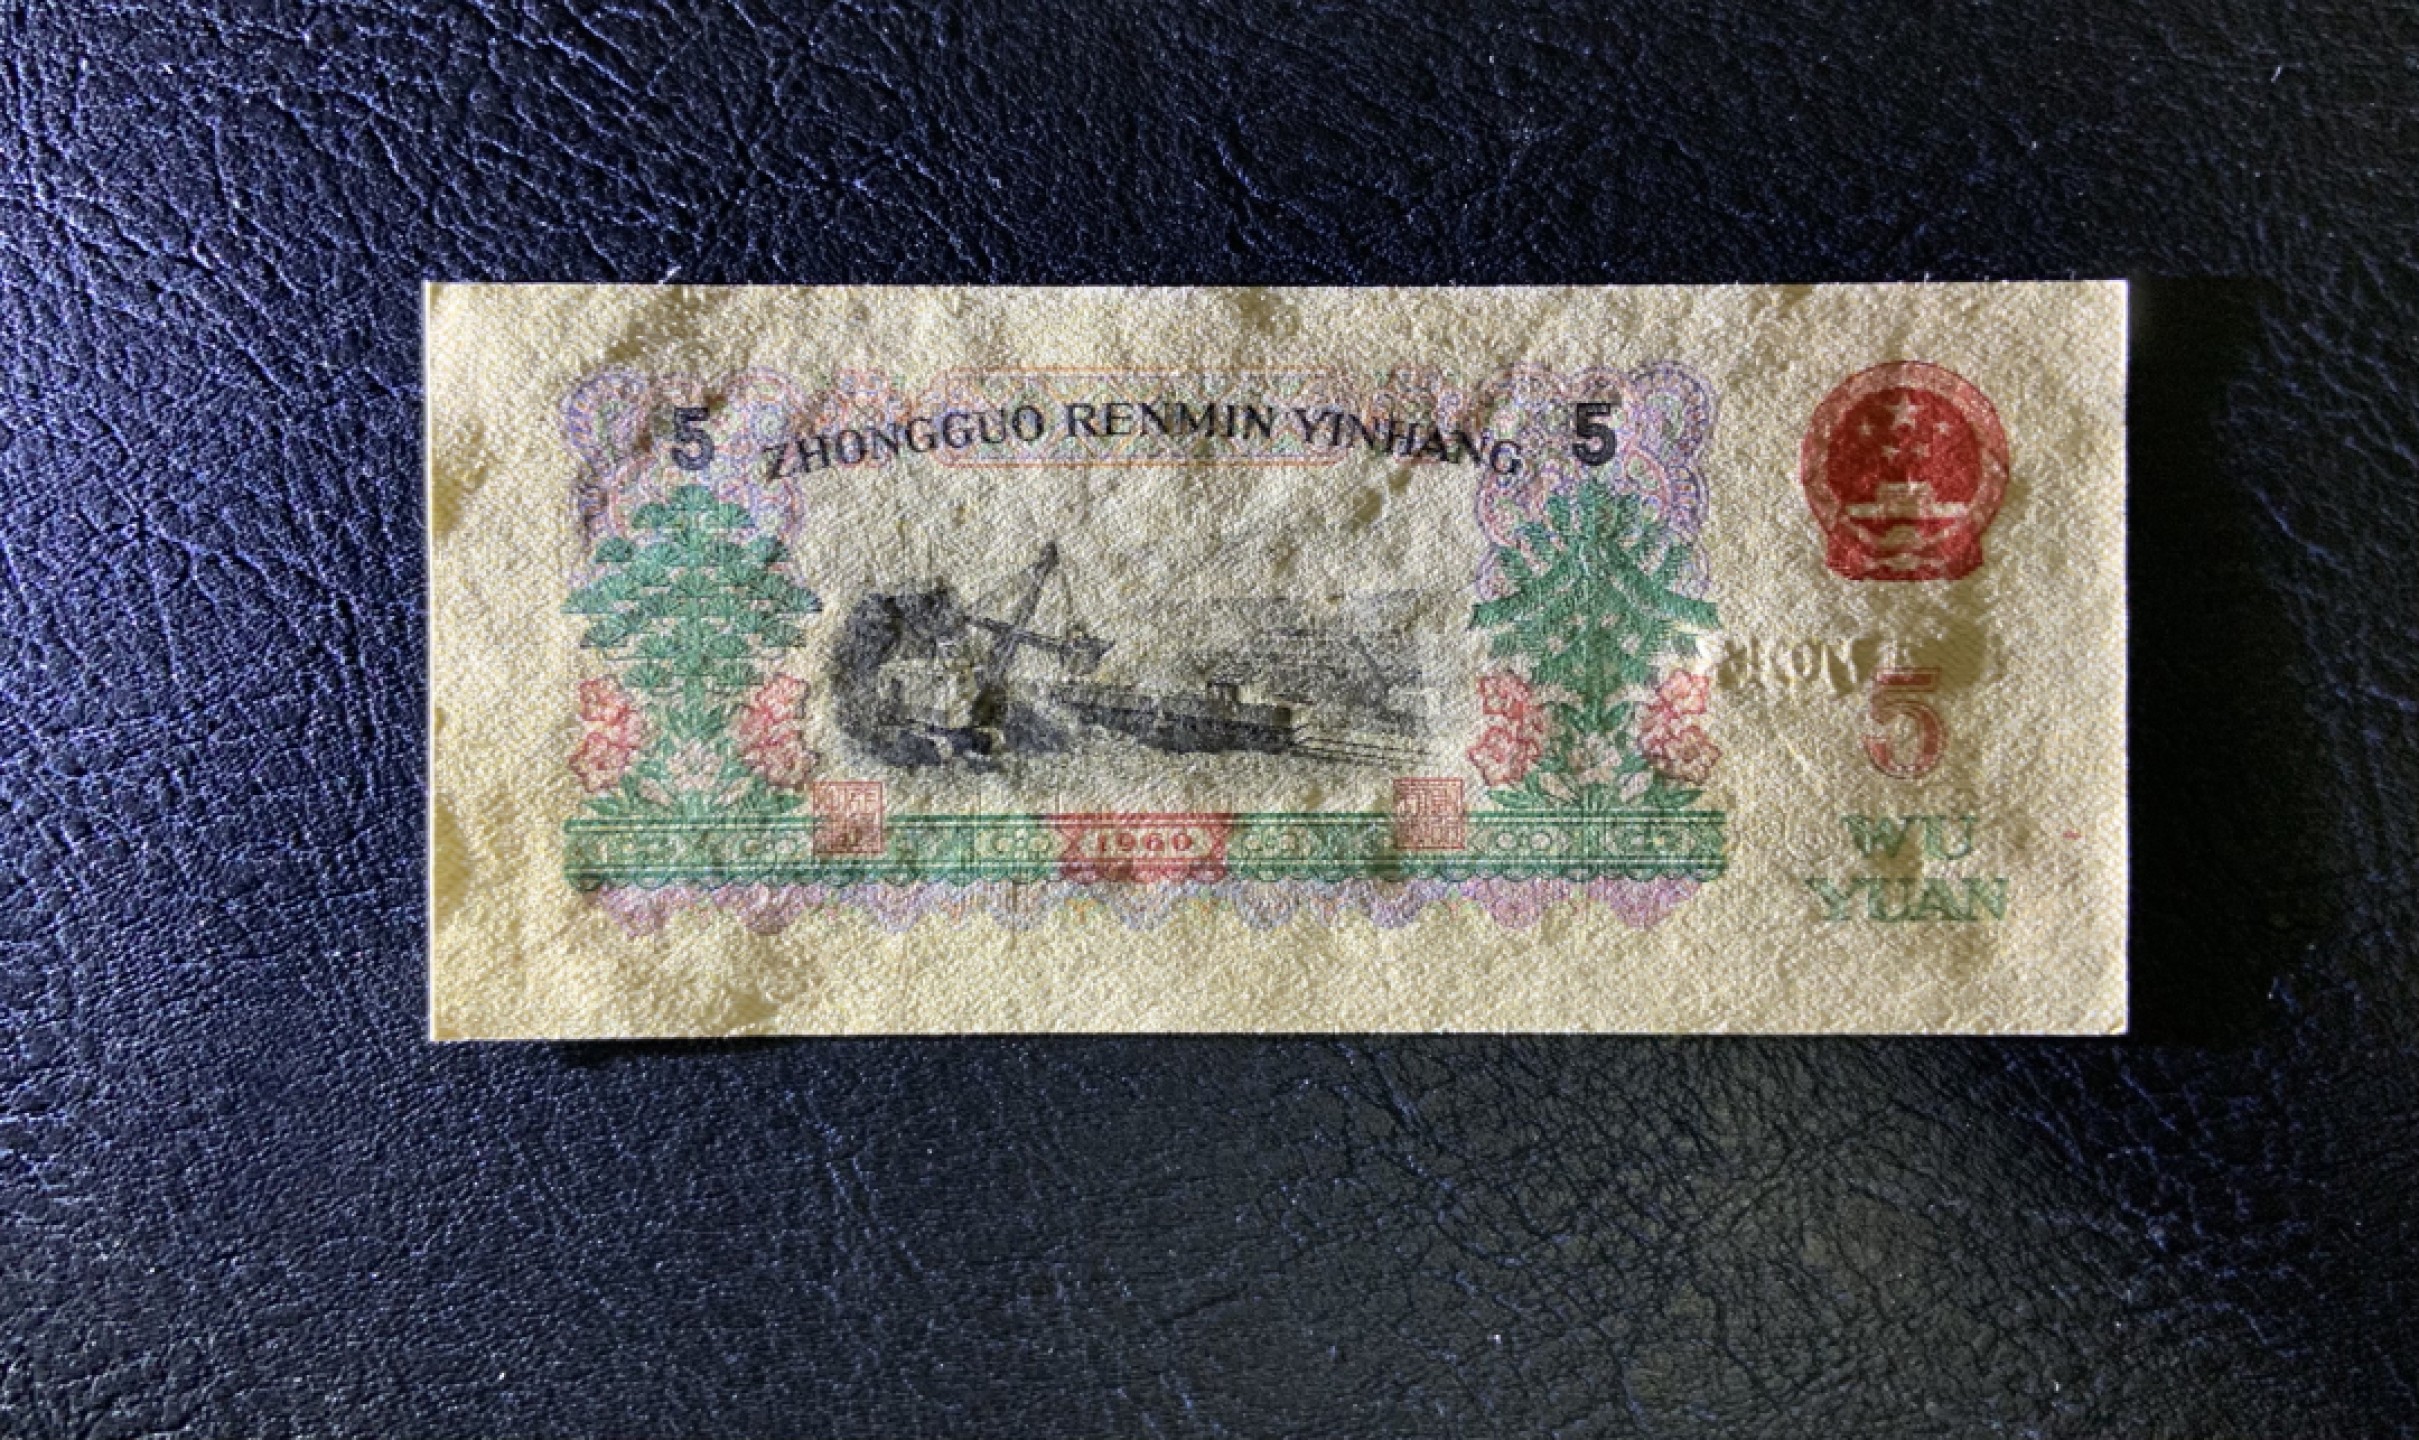 5 ZHONGGUO RENMIN YINHANG 5
5
1960
WU
YUAN